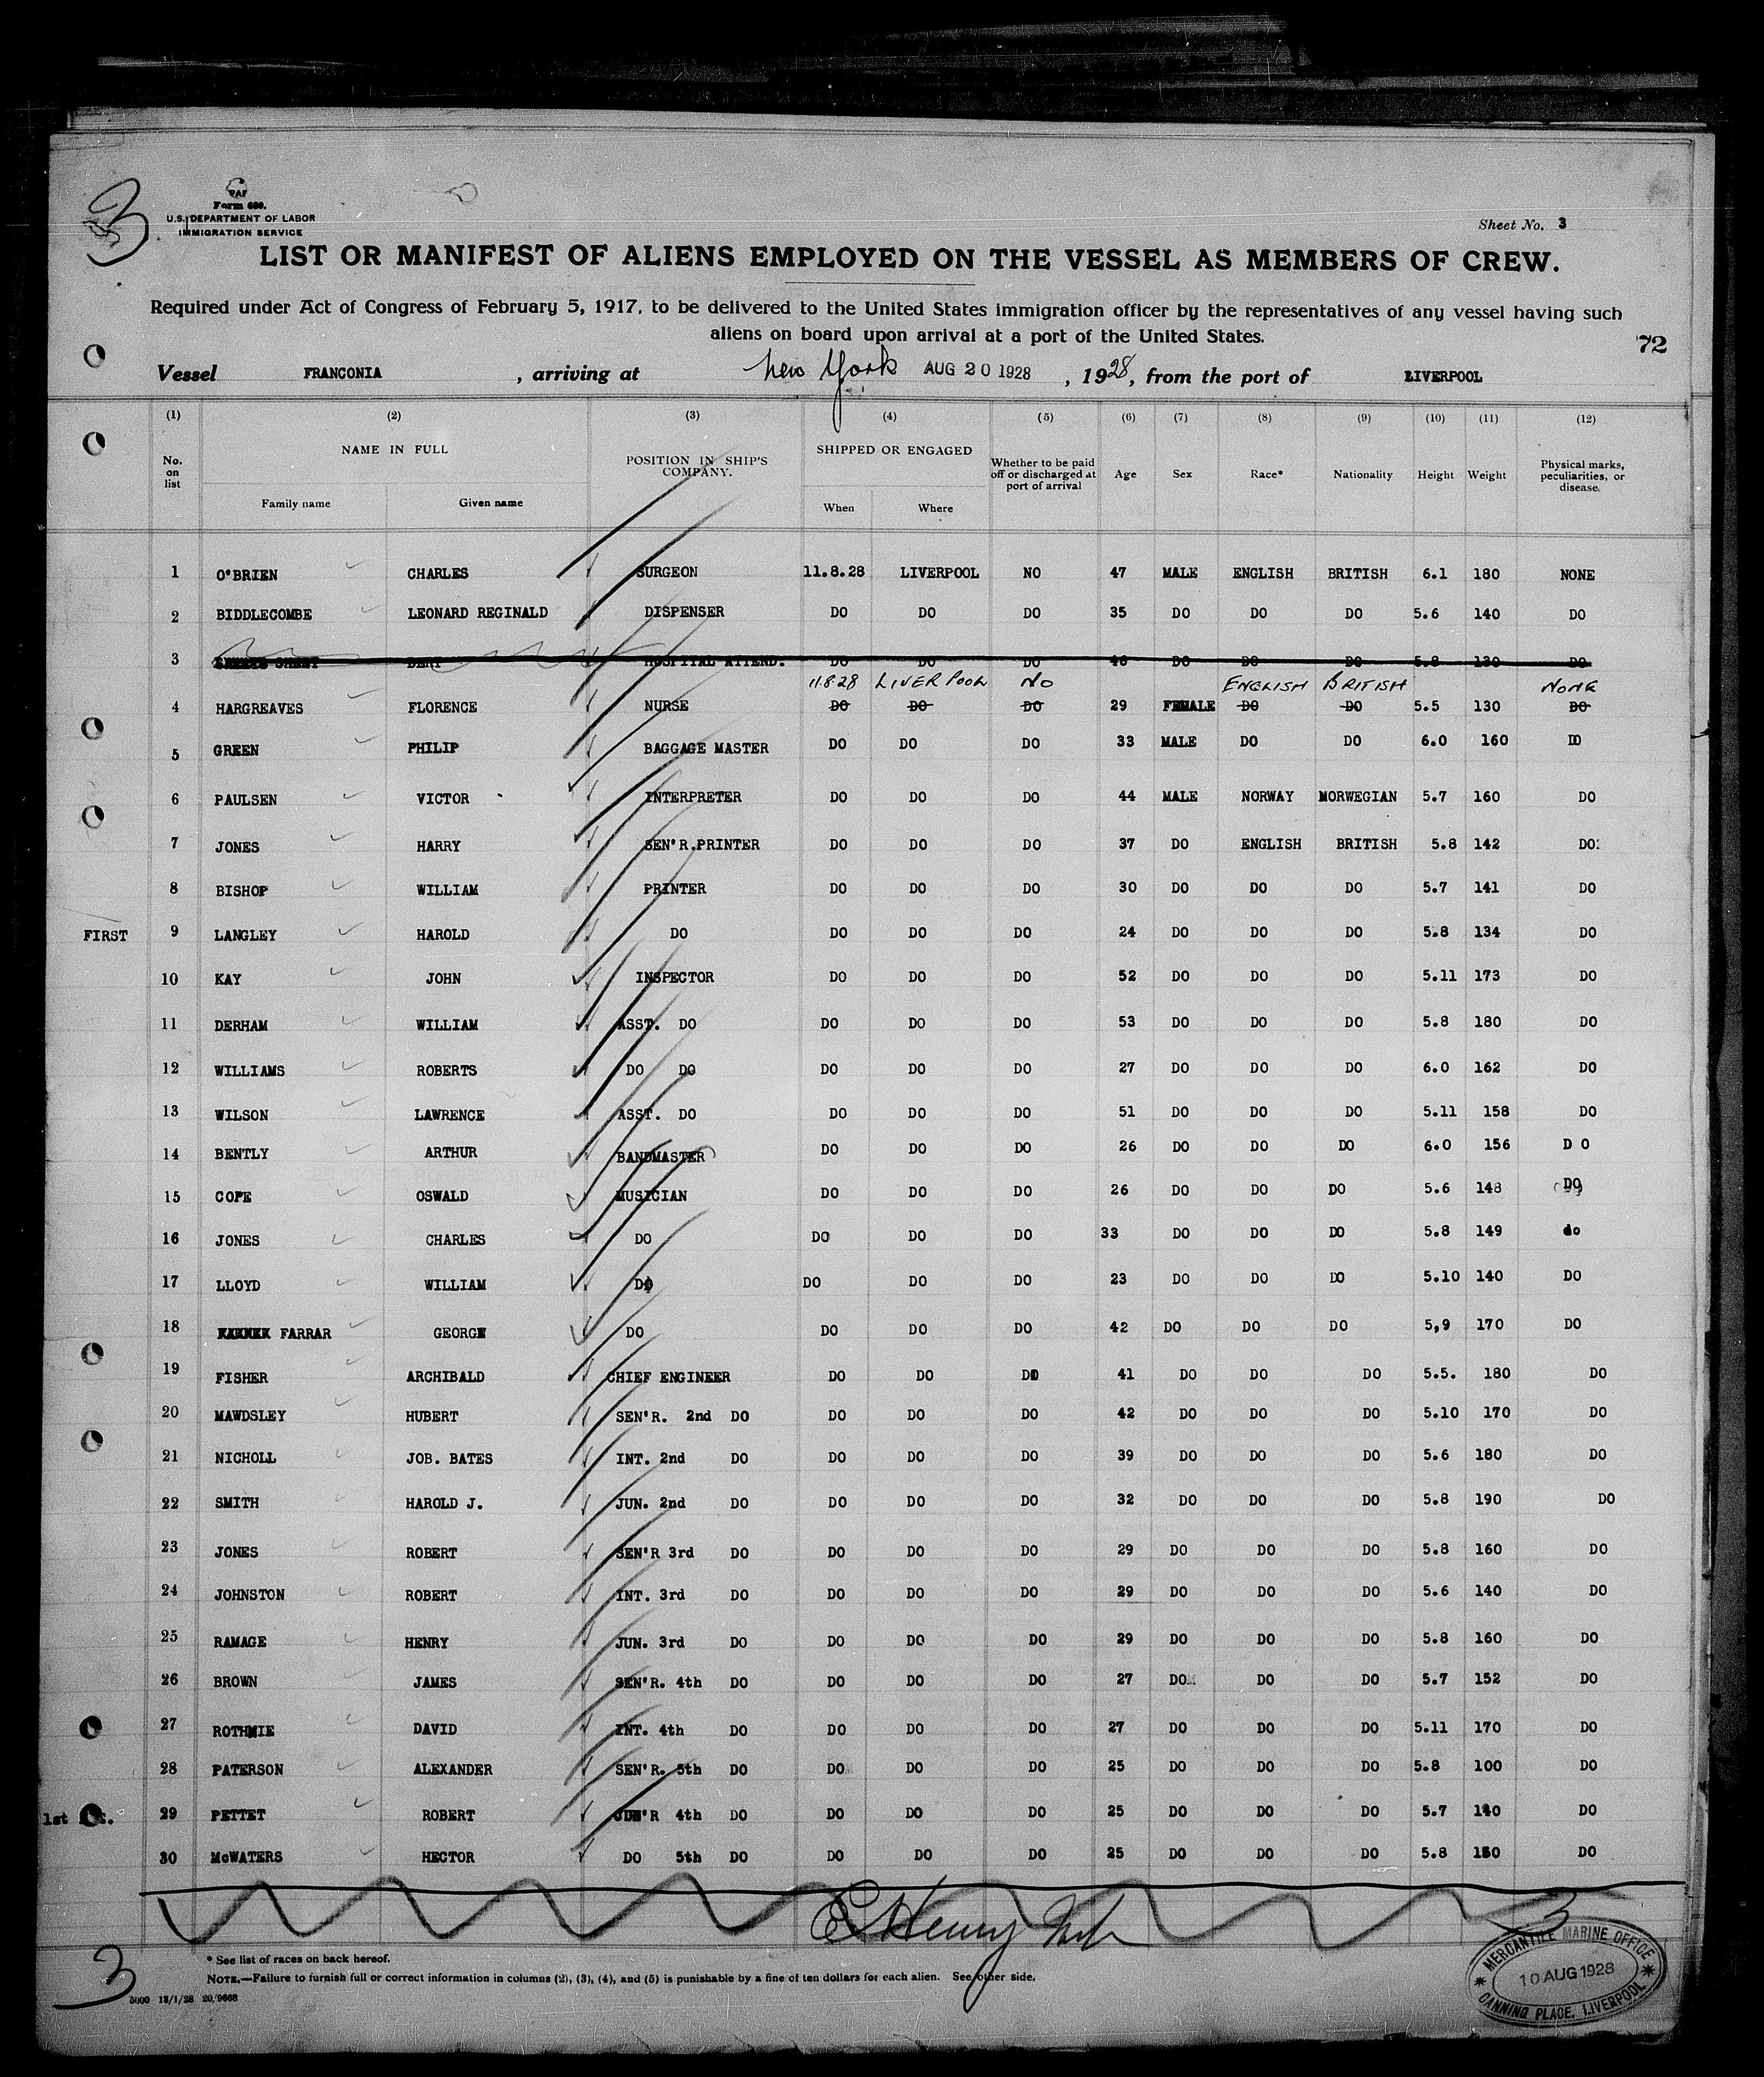 3
Form 680.
U.S. DEPARTMENT OF LABOR
IMMIGRATION SERVICE
Sheet No. 3
LIST OR MANIFEST OF ALIENS EMPLOYED ON THE VESSEL AS MEMBERS OF CREW.
Required under Act of Congress of February 5, 1917, to be delivered to the United States immigration officer by the representatives of any vessel having such
aliens on board upon arrival at a port of the United States.
72
Vessel FRANCONIA, arriving at New York AUG 20 1928, 1928, from the port of LIVERPOOL
(1) (2) (3) (4) (5) (6) (7) (8) (9) (10) (11) (12)
No. on list NAME IN FULL Family name Given name POSITION IN SHIP'S COMPANY. SHIPPED OR ENGAGED When Where Whether to be paid off or discharged at port of arrival Age Sex Race* Nationality Height Weight Physical marks, peculiarities, or disease.
1 O'BRIEN CHARLES SURGEON 11.8.28 LIVERPOOL NO 47 MALE ENGLISH BRITISH 6.1 180 NONE
2 BIDDLECOMBE LEONARD REGINALD DISPENSER DO DO DO 35 DO DO DO 5.6 140 DO
3 HOSPITAL ATTEND. DO DO DO 46 DO DO DO 5.8 130 DO
11.8.28 LIVERPOOL NO ENGLISH BRITISH NONE
4 HARGREAVES FLORENCE NURSE DO DO DO 29 FEMALE DO DO 5.5 130 DO
5 GREEN PHILIP BAGGAGE MASTER DO DO DO 33 MALE DO DO 6.0 160 DO
6 PAULSEN VICTOR INTERPRETER DO DO DO 44 MALE NORWAY NORWEGIAN 5.7 160 DO
7 JONES HARRY SEN'R.PRINTER DO DO DO 37 DO ENGLISH BRITISH 5.8 142 DO
8 BISHOP WILLIAM PRINTER DO DO DO 30 DO DO DO 5.7 141 DO
FIRST 9 LANGLEY HAROLD DO DO DO DO 24 DO DO DO 5.8 134 DO
10 KAY JOHN INSPECTOR DO DO DO 52 DO DO DO 5.11 173 DO
11 DERHAM WILLIAM ASST. DO DO DO DO 53 DO DO DO 5.8 180 DO
12 WILLIAMS ROBERTS DO DO DO DO DO 27 DO DO DO 6.0 162 DO
13 WILSON LAWRENCE ASST. DO DO DO DO 51 DO DO DO 5.11 158 DO
14 BENTLY ARTHUR BANDMASTER DO DO DO 26 DO DO DO 6.0 156 D O
15 COPE OSWALD MUSICIAN DO DO DO 26 DO DO DO 5.6 148 DO
16 JONES CHARLES DO DO DO DO 33 DO DO DO 5.8 149 do
17 LLOYD WILLIAM DO DO DO DO 23 DO DO DO 5.10 140 DO
18 FARRAR GEORGE DO DO DO DO 42 DO DO DO 5,9 170 DO
19 FISHER ARCHIBALD CHIEF ENGINEER DO DO DO 41 DO DO DO 5.5. 180 DO
20 MAWDSLEY HUBERT SEN'R. 2nd DO DO DO DO 42 DO DO DO 5.10 170 DO
21 NICHOLL JOB. BATES INT. 2nd DO DO DO DO 39 DO DO DO 5.6 180 DO
22 SMITH HAROLD J. JUN. 2nd DO DO DO DO 32 DO DO DO 5.8 190 DO
23 JONES ROBERT SEN'R 3rd DO DO DO DO 29 DO DO DO 5.8 160 DO
24 JOHNSTON ROBERT INT. 3rd DO DO DO DO 29 DO DO DO 5.6 140 DO
25 RAMAGE HENRY JUN. 3rd DO DO DO DO 29 DO DO DO 5.8 160 DO
26 BROWN JAMES SEN'R. 4th DO DO DO DO 27 DO DO DO 5.7 152 DO
27 ROTHNIE DAVID INT. 4th DO DO DO DO 27 DO DO DO 5.11 170 DO
28 PATERSON ALEXANDER SEN'R. 5th DO DO DO DO 25 DO DO DO 5.8 100 DO
1st 29 PETTET ROBERT JUN'R 4th DO DO DO DO 25 DO DO DO 5.7 140 DO
30 McWATERS HECTOR DO 5th DO DO DO DO 25 DO DO DO 5.8 150 DO
E. Henry
3
* See list of races on back hereof.
NOTE.—Failure to furnish full or correct information in columns (2), (3), (4), and (5) is punishable by a fine of ten dollars for each alien. See other side.
5000 13/1/28 20/9668
3
MERCANTILE MARINE OFFICE
10 AUG 1928
CANNING PLACE, LIVERPOOL